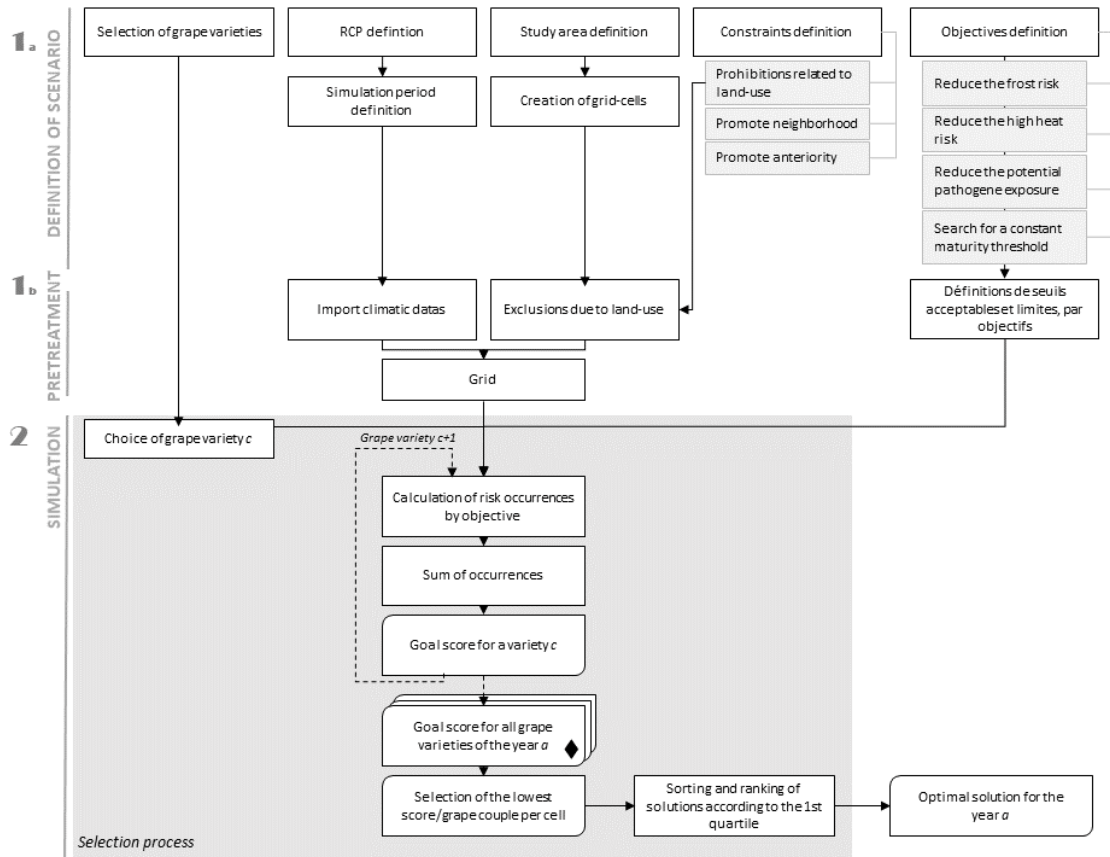 1a
DEFINITION OF SCENARIO
Selection of grape varieties
RCP defintion
Study area definition
Constraints definition
Objectives definition
Simulation period
definition
Creation of grid-cells
Prohibitions related to
land-use
Promote neighborhood
Promote anteriority
Reduce the frost risk
Reduce the high heat
risk
Reduce the potential
pathogene exposure
Search for a constant
maturity threshold
1b
PRETREATMENT
Import climatic datas
Exclusions due to land-use
Définitions de seuils
acceptables et limites, par
objectifs
Grid
2
SIMULATION
Choice of grape variety c
Grape variety c+1
Calculation of risk occurrences
by objective
Sum of occurrences
Goal score for a variety c
Goal score for all grape
varieties of the year a
Selection of the lowest
score/grape couple per cell
Sorting and ranking of
solutions according to the 1st
quartile
Optimal solution for the
year a
Selection process